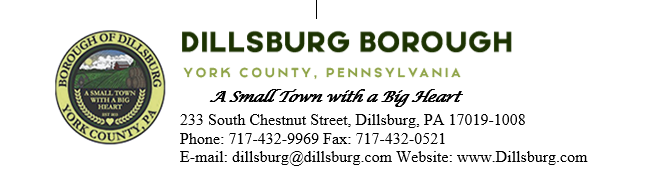 BOROUGH OF DILLSBURG
A SMALL TOWN
WITH A BIG
HEART
YORK COUNTY, PA
DILLSBURG BOROUGH
YORK COUNTY, PENNSYLVANIA
A Small Town with a Big Heart
233 South Chestnut Street, Dillsburg, PA 17019-1008
Phone: 717-432-9969 Fax: 717-432-0521
E-mail: dillsburg@dillsburg.com Website: www.Dillsburg.com